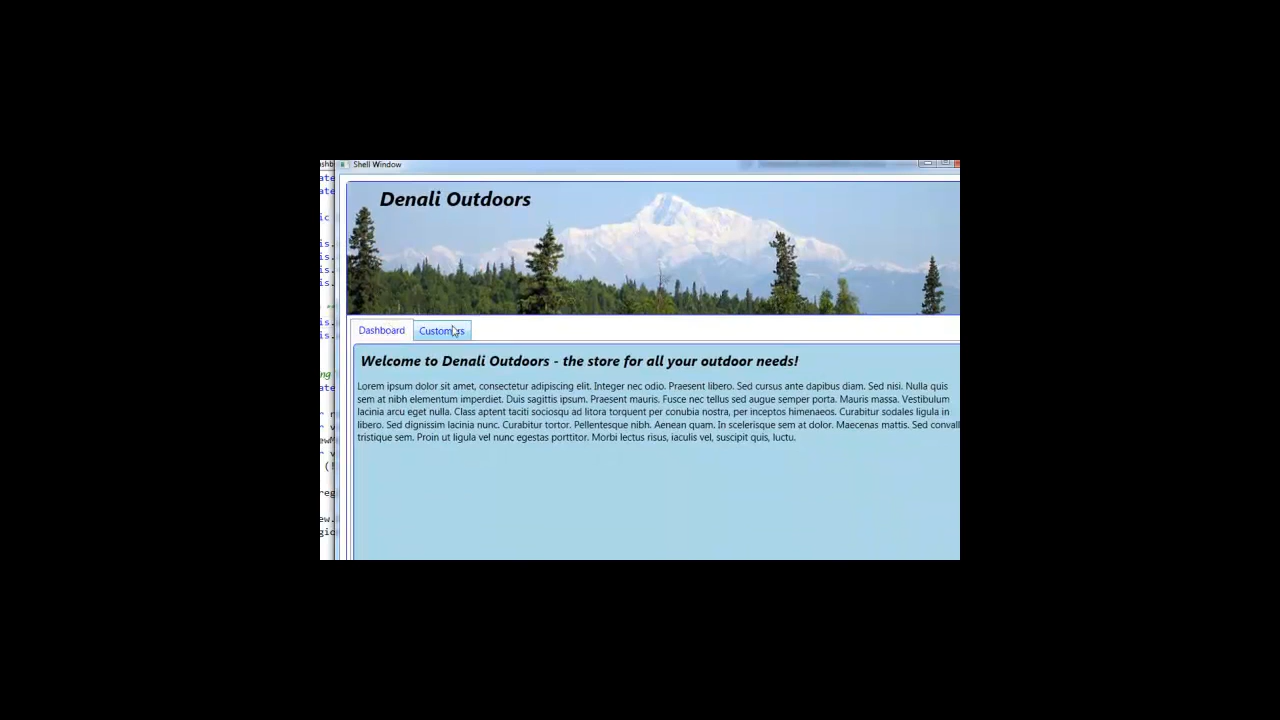 Shell Window
Denali Outdoors
Dashboard
Customers
Welcome to Denali Outdoors - the store for all your outdoor needs!
Lorem ipsum dolor sit amet, consectetur adipiscing elit. Integer nec odio. Praesent libero. Sed cursus ante dapibus diam. Sed nisi. Nulla quis
sem at nibh elementum imperdiet. Duis sagittis ipsum. Praesent mauris. Fusce nec tellus sed augue semper porta. Mauris massa. Vestibulum
lacinia arcu eget nulla. Class aptent taciti sociosqu ad litora torquent per conubia nostra, per inceptos himenaeos. Curabitur sodales ligula in
libero. Sed dignissim lacinia nunc. Curabitur tortor. Pellentesque nibh. Aenean quam. In scelerisque sem at dolor. Maecenas mattis. Sed convall
tristique sem. Proin ut ligula vel nunc egestas porttitor. Morbi lectus risus, iaculis vel, suscipit quis, luctu.